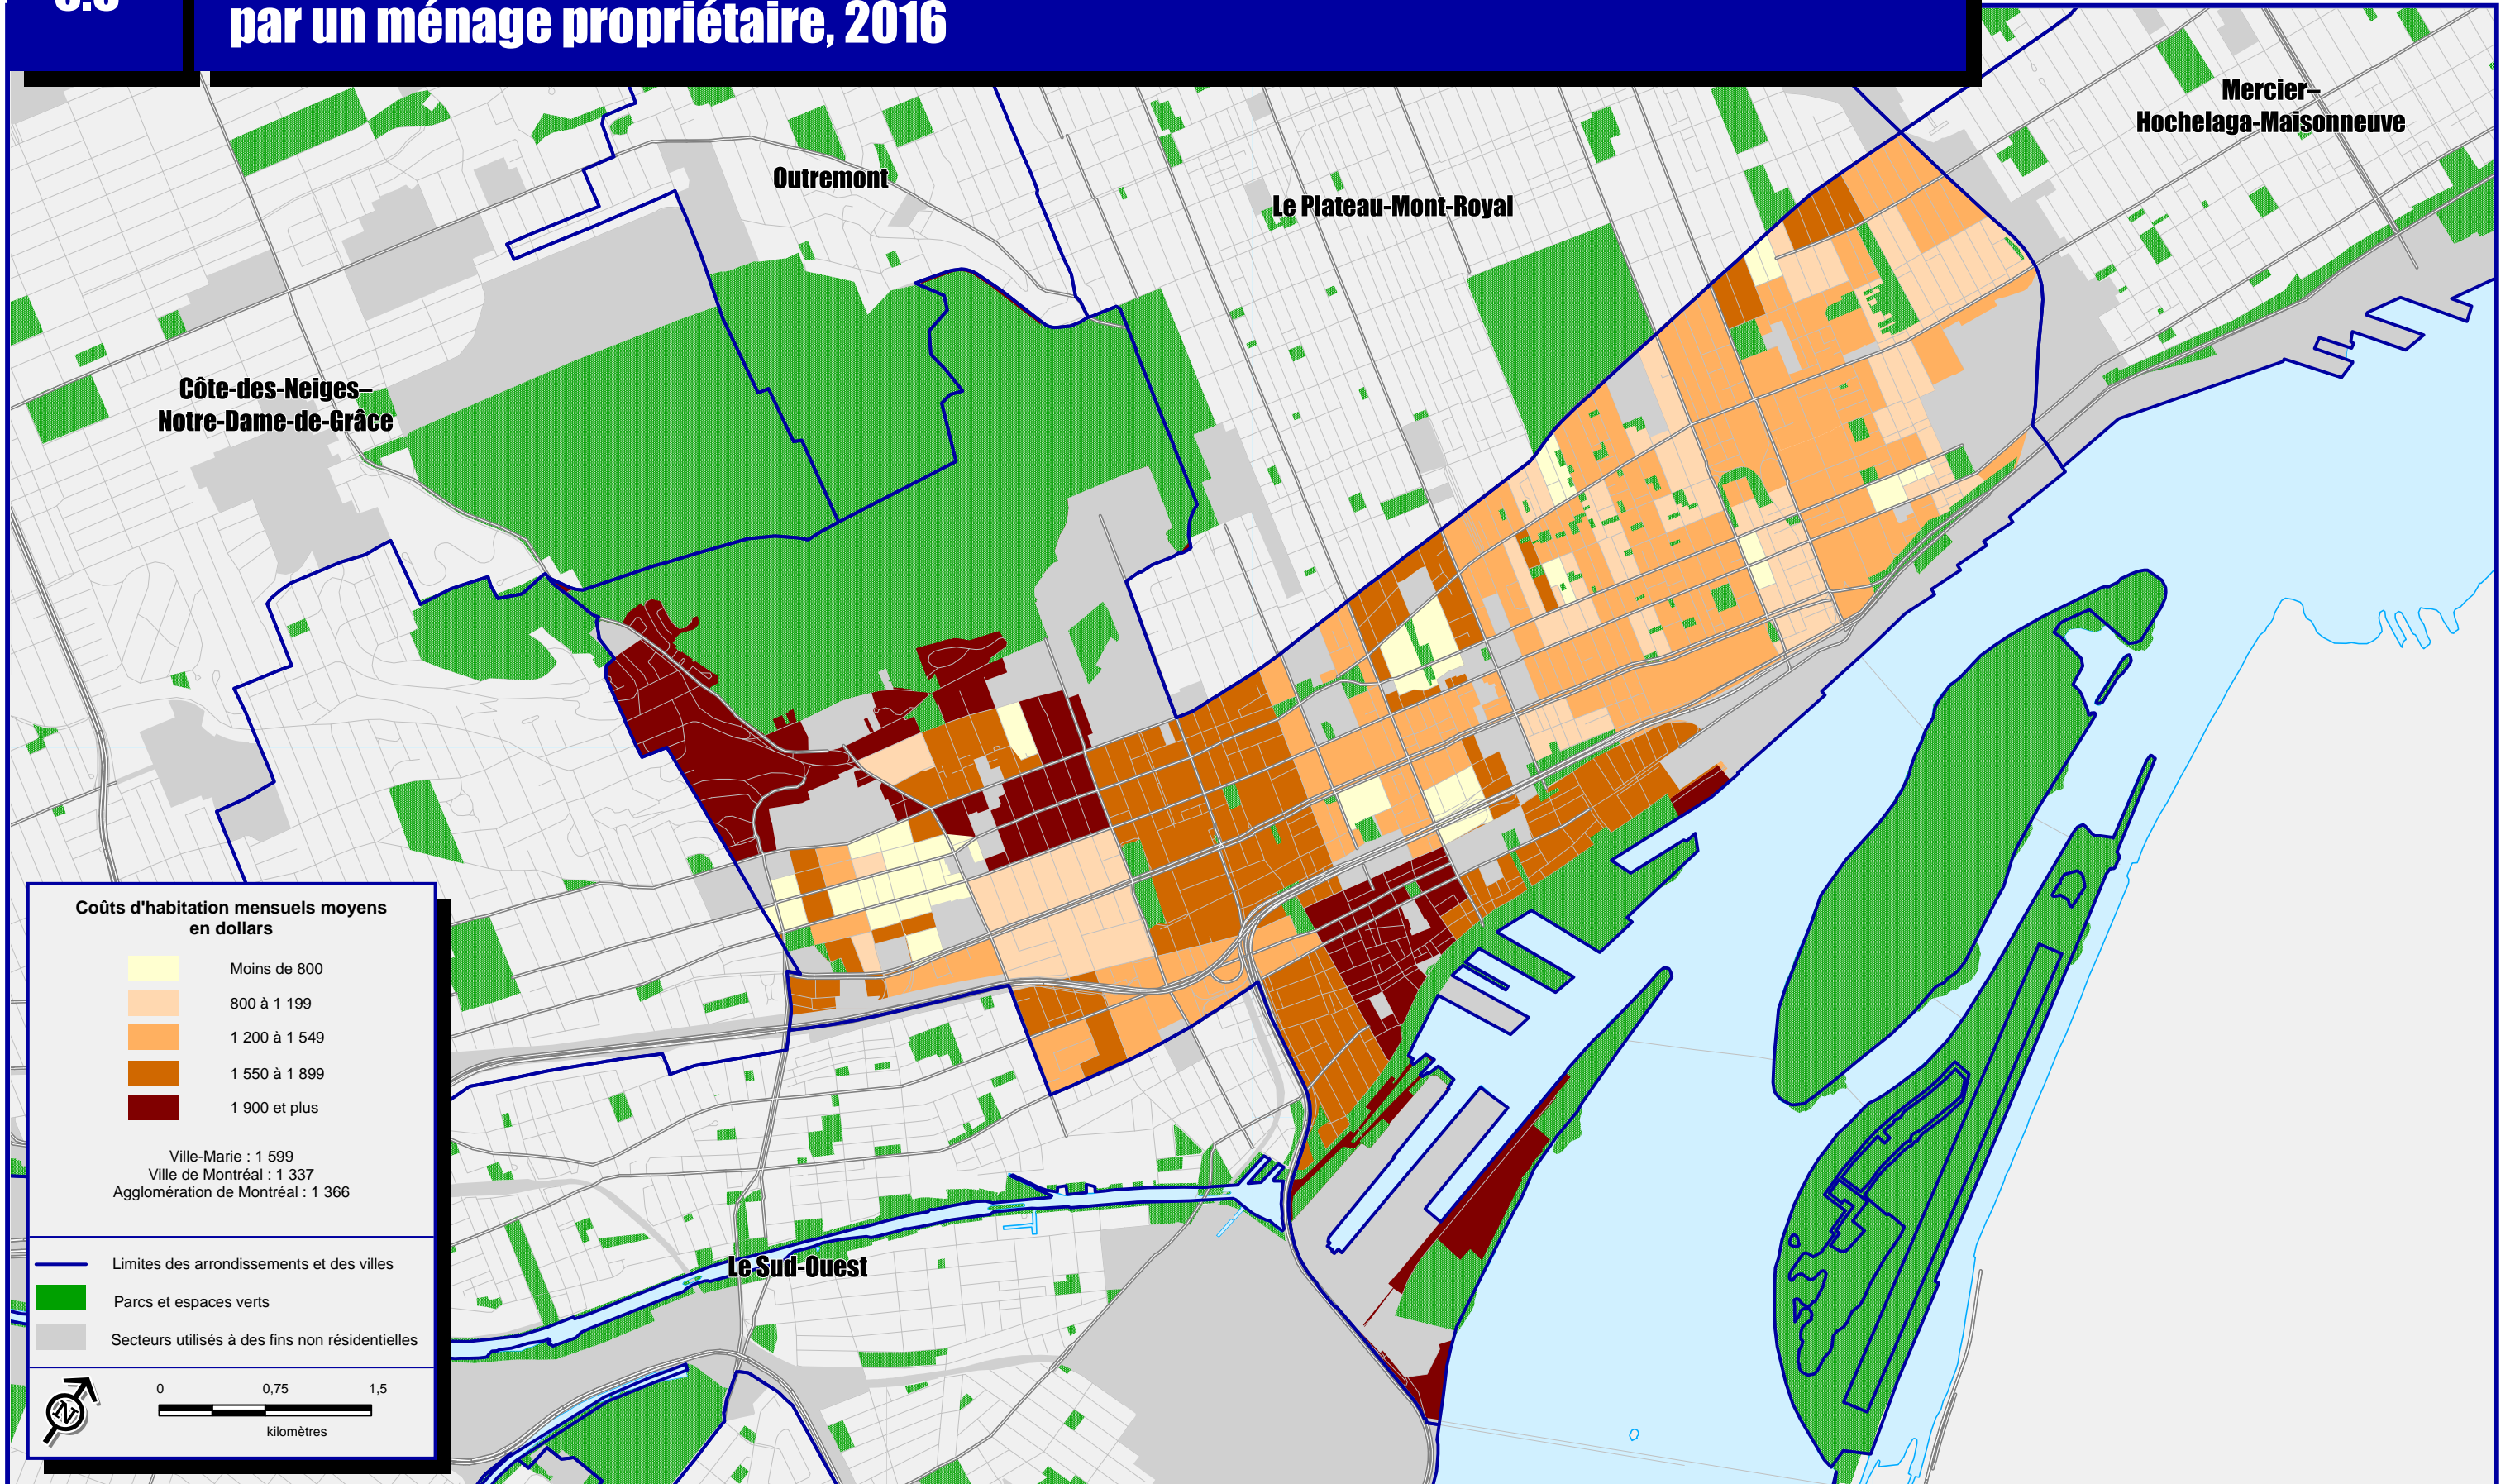 par un ménage propriétaire, 2016
Mercier–
Hochelaga-Maisonneuve
Outremont
Le Plateau-Mont-Royal
Côte-des-Neiges–
Notre-Dame-de-Grâce
Le Sud-Ouest
Coûts d'habitation mensuels moyens
en dollars
Moins de 800
800 à 1 199
1 200 à 1 549
1 550 à 1 899
1 900 et plus
Ville-Marie : 1 599
Ville de Montréal : 1 337
Agglomération de Montréal : 1 366
Limites des arrondissements et des villes
Parcs et espaces verts
Secteurs utilisés à des fins non résidentielles
N
0 0,75 1,5
kilomètres